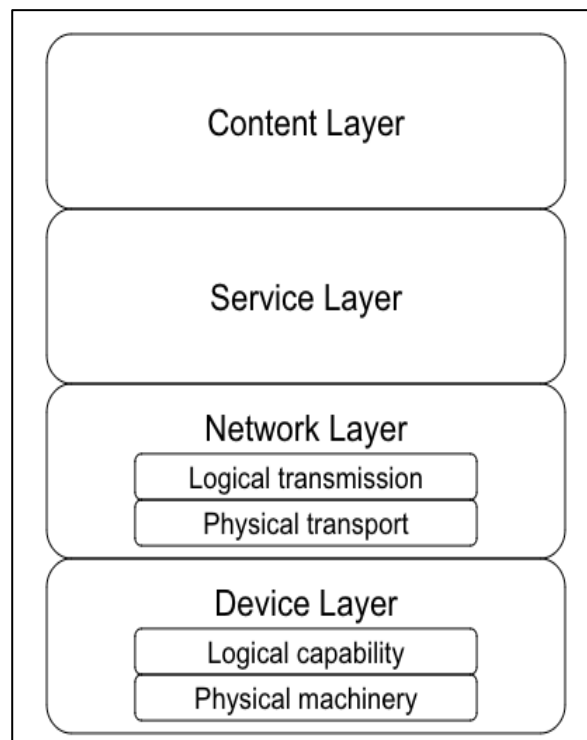 Content Layer
Service Layer
Network Layer
Logical transmission
Physical transport
Device Layer
Logical capability
Physical machinery